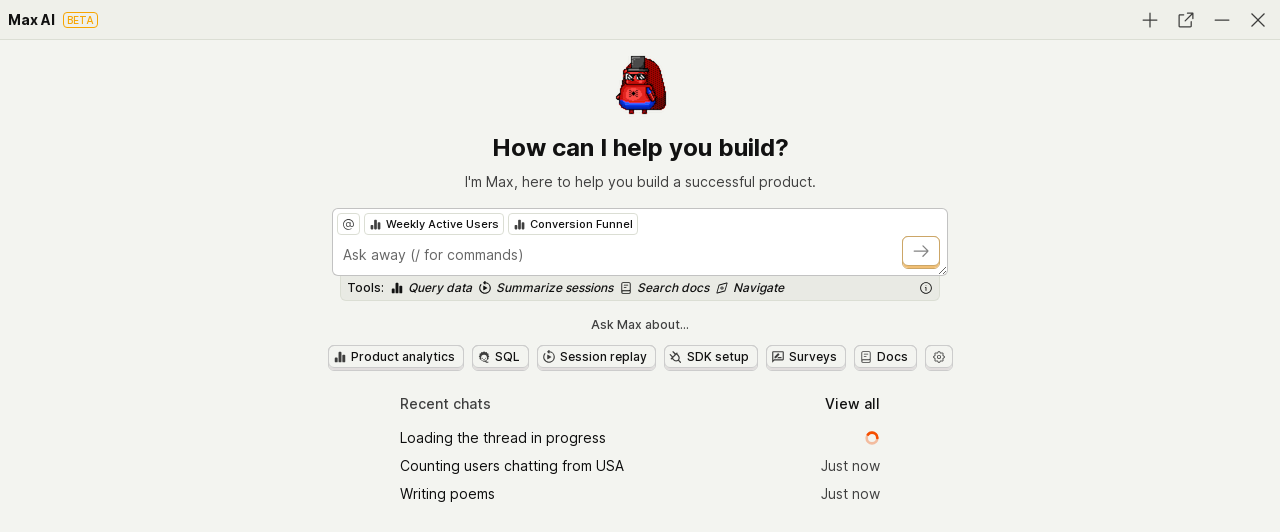 Max AI BETA
How can I help you build?
I'm Max, here to help you build a successful product.
@ Weekly Active Users Conversion Funnel
Ask away (/ for commands)
Tools: Query data Summarize sessions Search docs Navigate
Ask Max about...
Product analytics SQL Session replay SDK setup Surveys Docs
Recent chats View all
Loading the thread in progress
Counting users chatting from USA Just now
Writing poems Just now